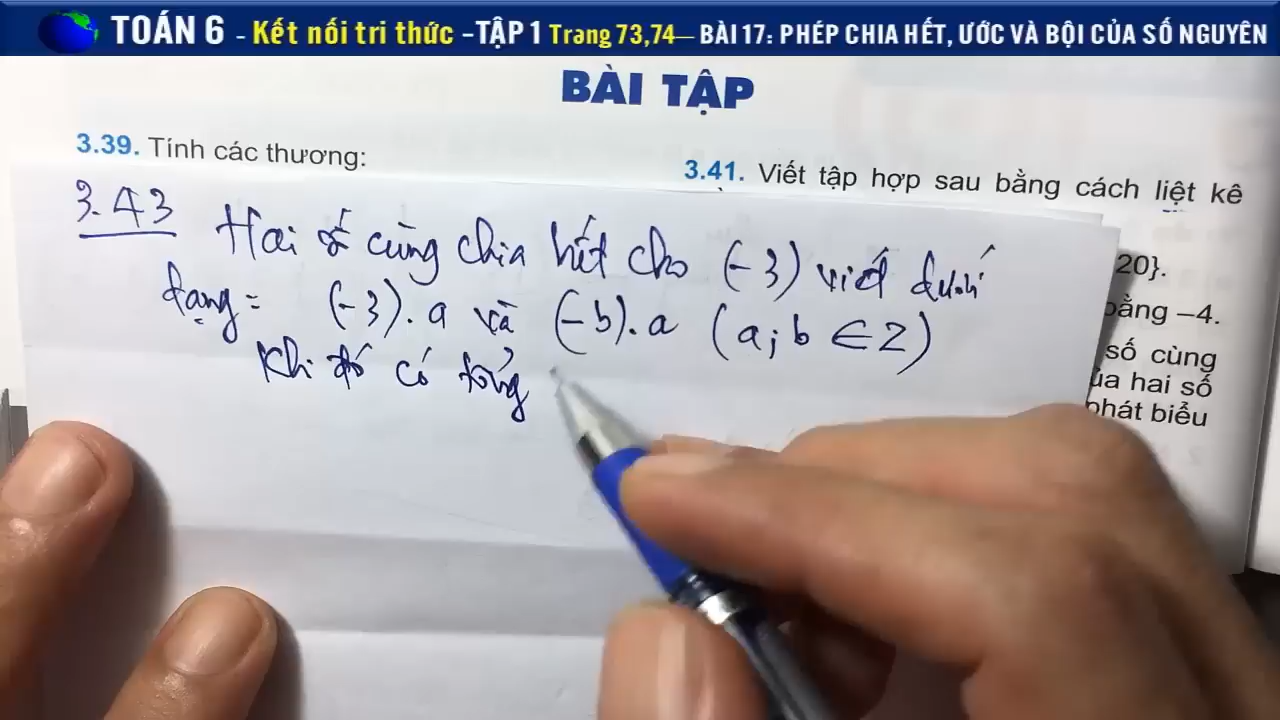 TOÁN 6 - Kết nối tri thức -TẬP 1 Trang 73,74— BÀI 17: PHÉP CHIA HẾT, ƯỚC VÀ BỘI CỦA SỐ NGUYÊN
BÀI TẬP
3.39. Tính các thương:
3.41. Viết tập hợp sau bằng cách liệt kê
20}.
bằng –4.
số cùng
ủa hai số
phát biểu
3.43 Hai số cùng chia hết cho (-3) viết dưới
dạng: (-3).a và (-b).a (a; b ∈ Z)
Khi đó có tổng